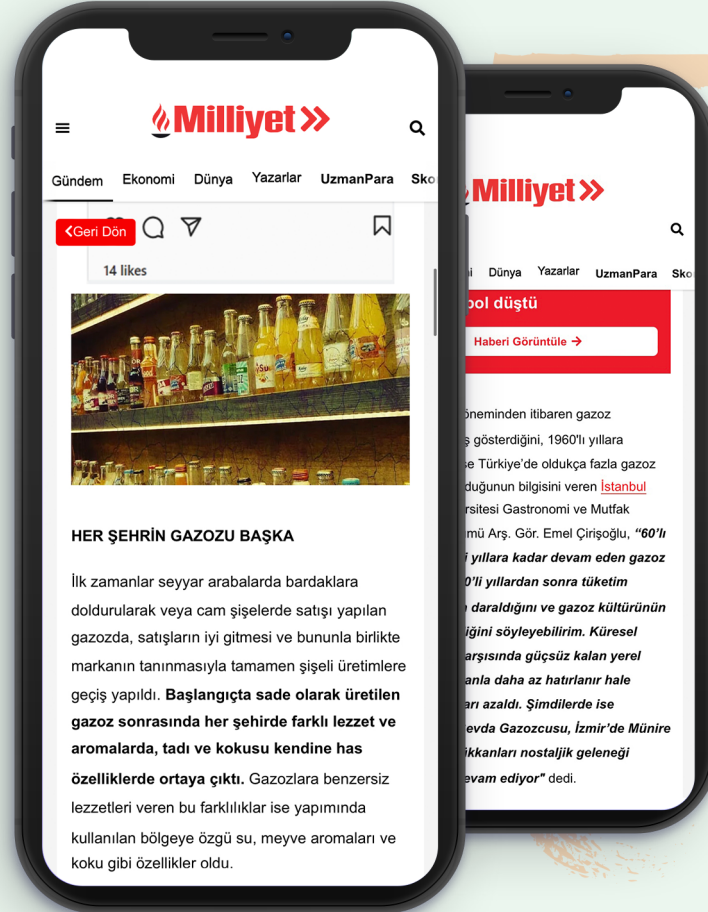 Milliyet
Gündem Ekonomi Dünya Yazarlar UzmanPara
Geri Dön
14 likes
HER ŞEHRİN GAZOZU BAŞKA
İlk zamanlar seyyar arabalarda bardaklara
doldurularak veya cam şişelerde satışı yapılan
gazozda, satışların iyi gitmesi ve bununla birlikte
markanın tanınmasıyla tamamen şişeli üretimlere
geçiş yapıldı. Başlangıçta sade olarak üretilen
gazoz sonrasında her şehirde farklı lezzet ve
aromalarda, tadı ve kokusu kendine has
özelliklerde ortaya çıktı. Gazozlara benzersiz
lezzetleri veren bu farklılıklar ise yapımında
kullanılan bölgeye özgü su, meyve aromaları ve
koku gibi özellikler oldu.
Milliyet
Dünya Yazarlar UzmanPara
düştü
Haberi Görüntüle
itibaren gazoz
gösterdiğini, 1960'lı yıllara
Türkiye'de oldukça fazla gazoz
bilgisini veren İstanbul
Gastronomi ve Mutfak
Arş. Gör. Emel Çirişoğlu, "60'lı
yıllara kadar devam eden gazoz
yıllardan sonra tüketim
daraldığını ve gazoz kültürünün
söyleyebilirim. Küresel
güçsüz kalan yerel
daha az hatırlanır hale
azaldı. Şimdilerde ise
Gazozcusu, İzmir'de Münire
nostaljik geleneği
ediyor" dedi.